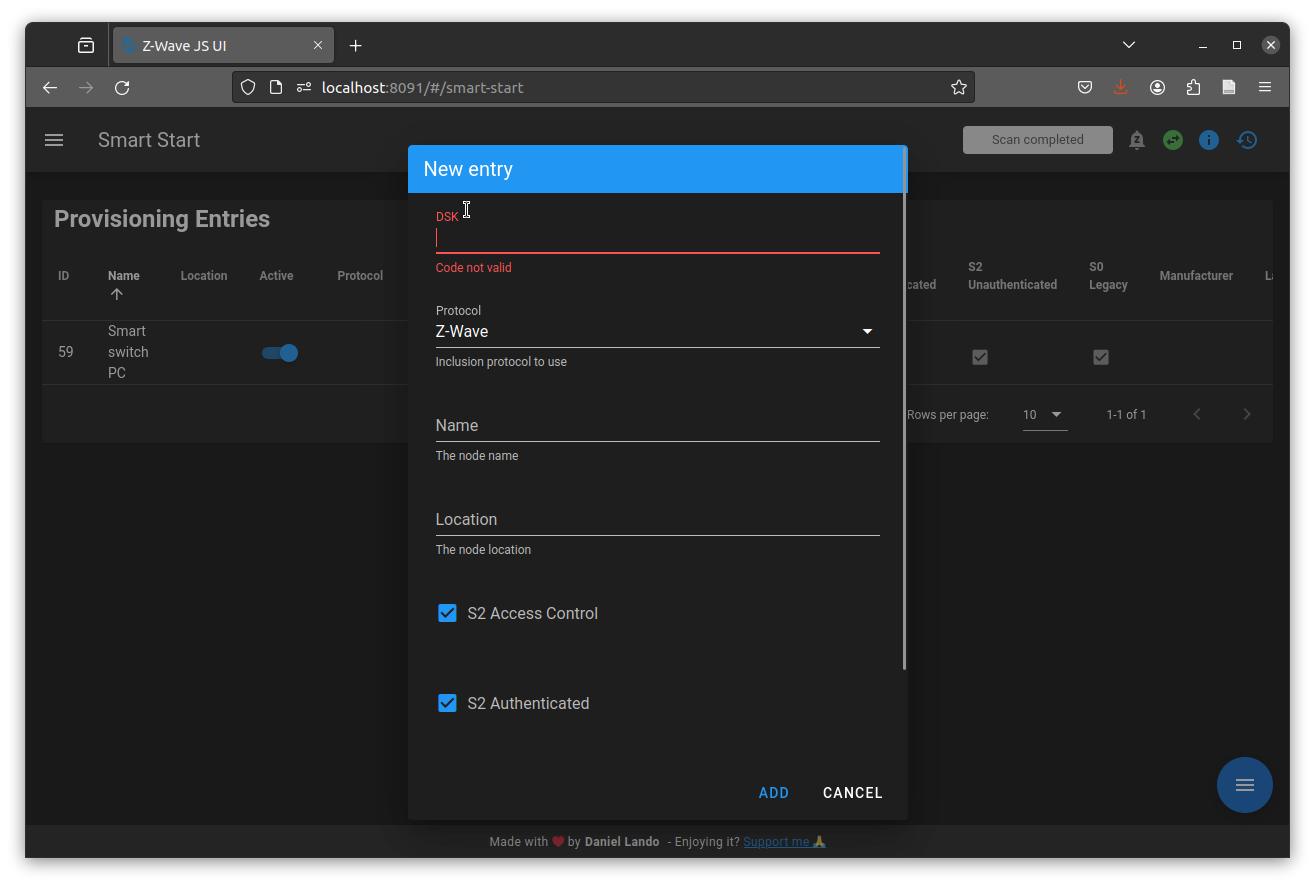 Z-Wave JS UI
localhost:8091/#/smart-start
Smart Start
Scan completed
New entry
Provisioning Entries
ID
Name
Location
Active
Protocol
cated
S2
Unauthenticated
S0
Legacy
Manufacturer
59
Smart
switch
PC
Rows per page:
10
1-1 of 1
DSK
Code not valid
Protocol
Z-Wave
Inclusion protocol to use
Name
The node name
Location
The node location
S2 Access Control
S2 Authenticated
ADD
CANCEL
Made with ❤️ by Daniel Lando - Enjoying it? Support me 🙏